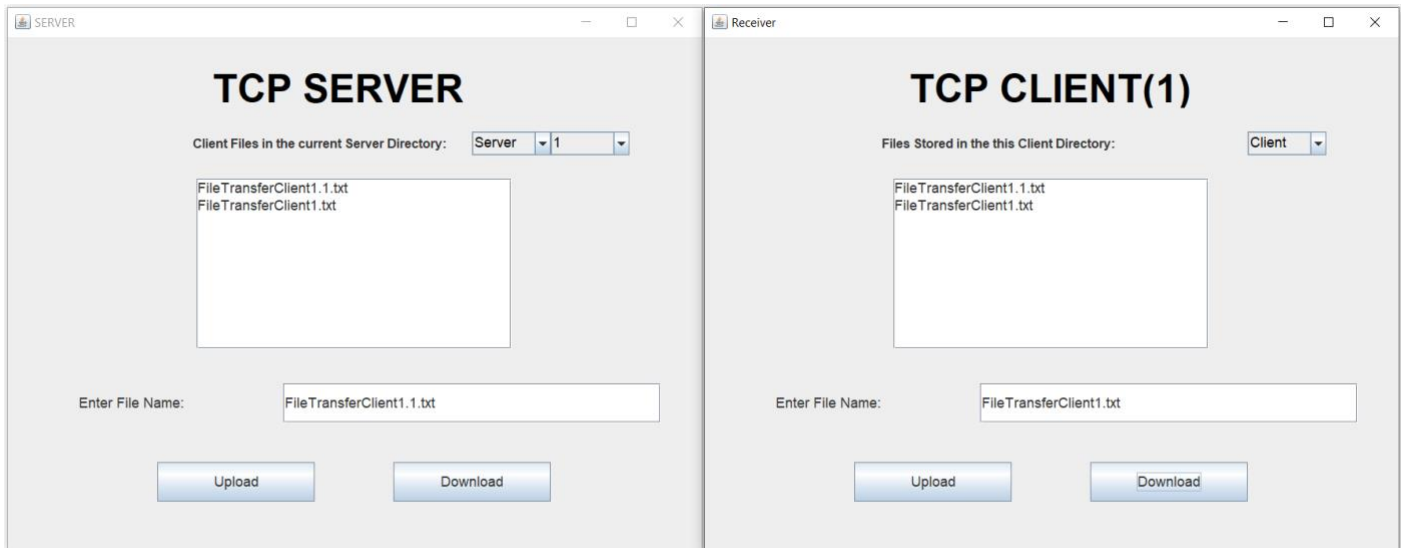 SERVER
TCP SERVER
Client Files in the current Server Directory: Server 1
FileTransferClient1.1.txt
FileTransferClient1.txt
Enter File Name: FileTransferClient1.1.txt
Upload Download
Receiver
TCP CLIENT(1)
Files Stored in the this Client Directory: Client
FileTransferClient1.1.txt
FileTransferClient1.txt
Enter File Name: FileTransferClient1.txt
Upload Download